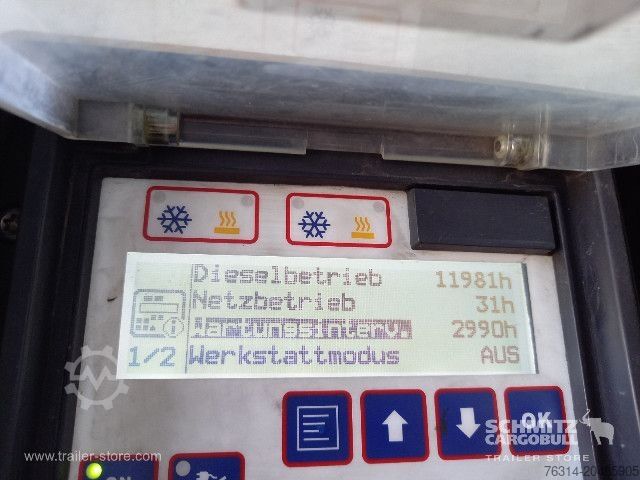 Dieselbetrieb 11981h
Netzbetrieb 31h
Wartungsinterv. 2990h
1/2 Werkstattmodus AUS
OK
SCHMITZ
CARGOBULL
TRAILER STORE
www.trailer-store.com
ON